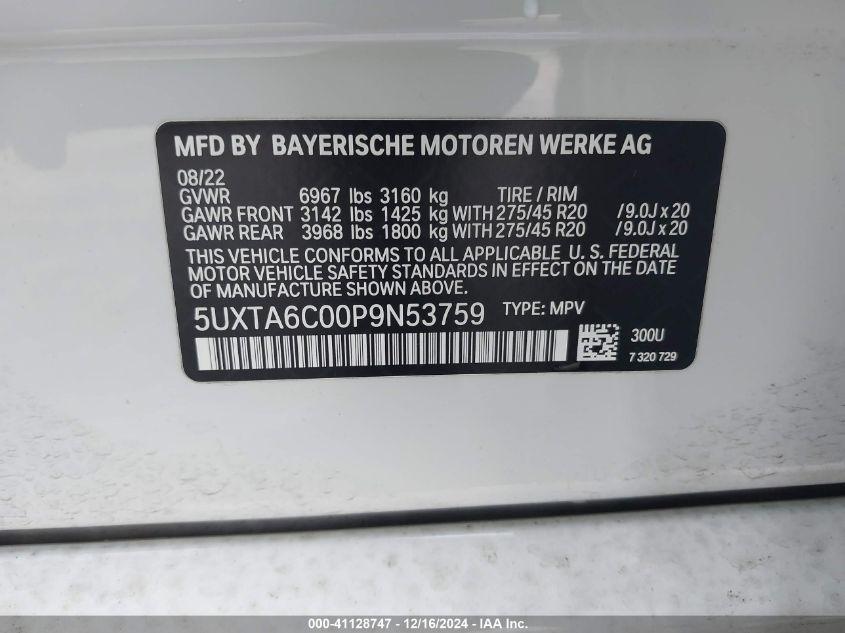 MFD BY BAYERISCHE MOTOREN WERKE AG
08/22
GVWR 6967 lbs 3160 kg TIRE / RIM
GAWR FRONT 3142 lbs 1425 kg WITH 275/45 R20 / 9.0J x 20
GAWR REAR 3968 lbs 1800 kg WITH 275/45 R20 / 9.0J x 20
THIS VEHICLE CONFORMS TO ALL APPLICABLE U. S. FEDERAL
MOTOR VEHICLE SAFETY STANDARDS IN EFFECT ON THE DATE
OF MANUFACTURE SHOWN ABOVE.
5UXTA6C00P9N53759 TYPE: MPV
300U
7 320 729
000-41128747 - 12/16/2024 - IAA Inc.